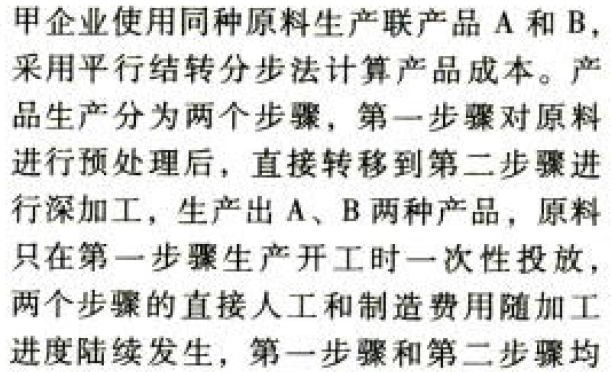 甲企业使用同种原料生产联产品 A 和 B，
采用平行结转分步法计算产品成本。产
品生产分为两个步骤，第一步骤对原料
进行预处理后，直接转移到第二步骤进
行深加工，生产出 A、B 两种产品，原料
只在第一步骤生产开工时一次性投放，
两个步骤的直接人工和制造费用随加工
进度陆续发生，第一步骤和第二步骤均